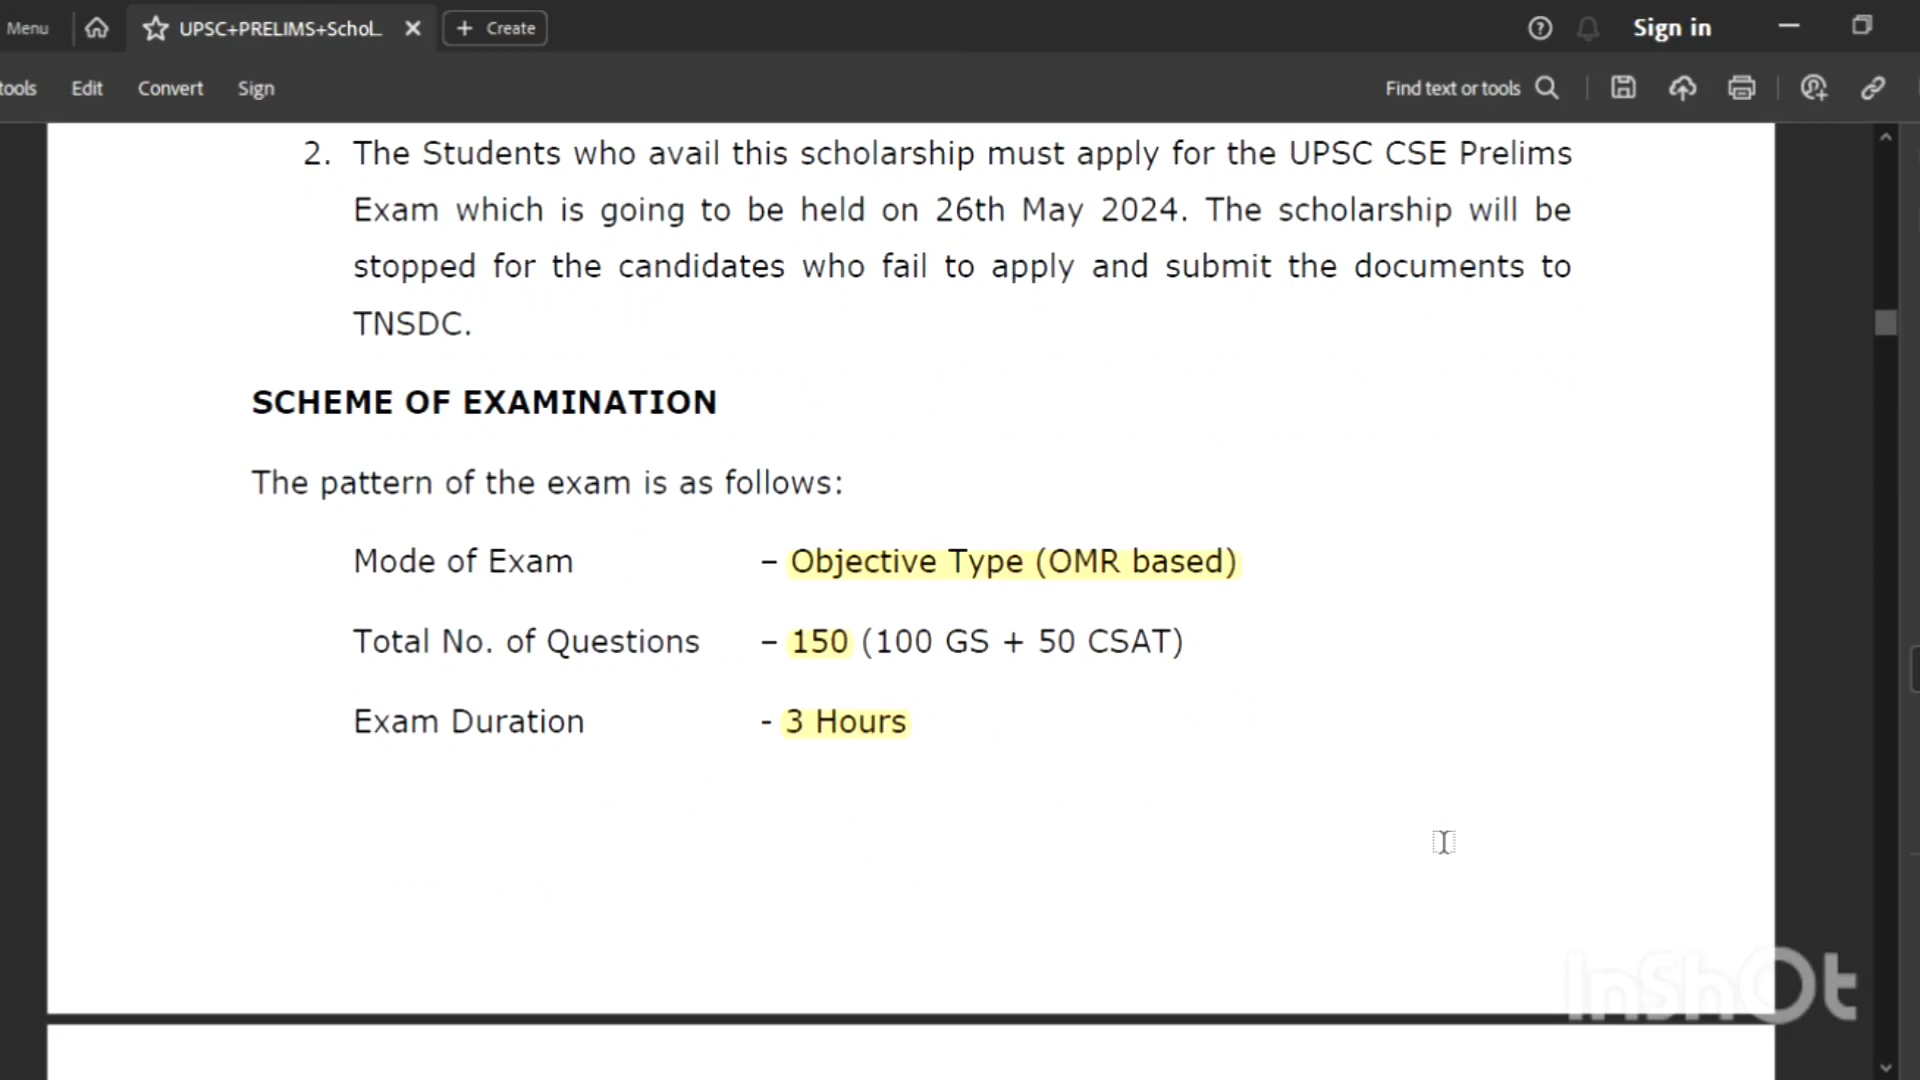 Menu
UPSC+PRELIMS+Schol...
Create
Sign in
tools
Edit
Convert
Sign
Find text or tools
2. The Students who avail this scholarship must apply for the UPSC CSE Prelims
Exam which is going to be held on 26th May 2024. The scholarship will be
stopped for the candidates who fail to apply and submit the documents to
TNSDC.
SCHEME OF EXAMINATION
The pattern of the exam is as follows:
Mode of Exam – Objective Type (OMR based)
Total No. of Questions – 150 (100 GS + 50 CSAT)
Exam Duration - 3 Hours
InShOt